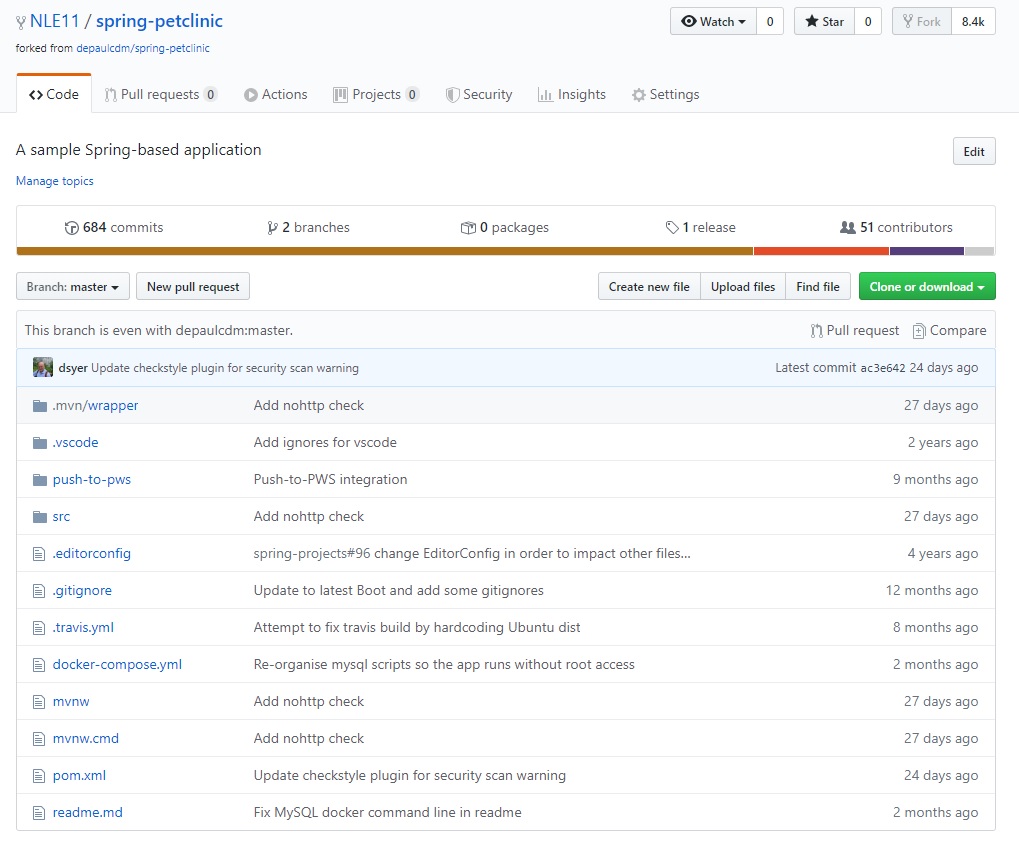 NLE11 / spring-petclinic Watch 0 Star 0 Fork 8.4k
forked from depaulcdm/spring-petclinic
Code Pull requests 0 Actions Projects 0 Security Insights Settings
A sample Spring-based application Edit
Manage topics
684 commits 2 branches 0 packages 1 release 51 contributors
Branch: master New pull request Create new file Upload files Find file Clone or download
This branch is even with depaulcdm:master. Pull request Compare
dsyer Update checkstyle plugin for security scan warning Latest commit ac3e642 24 days ago
.mvn/wrapper Add nohttp check 27 days ago
.vscode Add ignores for vscode 2 years ago
push-to-pws Push-to-PWS integration 9 months ago
src Add nohttp check 27 days ago
.editorconfig spring-projects#96 change EditorConfig in order to impact other files... 4 years ago
.gitignore Update to latest Boot and add some gitignores 12 months ago
.travis.yml Attempt to fix travis build by hardcoding Ubuntu dist 8 months ago
docker-compose.yml Re-organise mysql scripts so the app runs without root access 2 months ago
mvnw Add nohttp check 27 days ago
mvnw.cmd Add nohttp check 27 days ago
pom.xml Update checkstyle plugin for security scan warning 24 days ago
readme.md Fix MySQL docker command line in readme 2 months ago